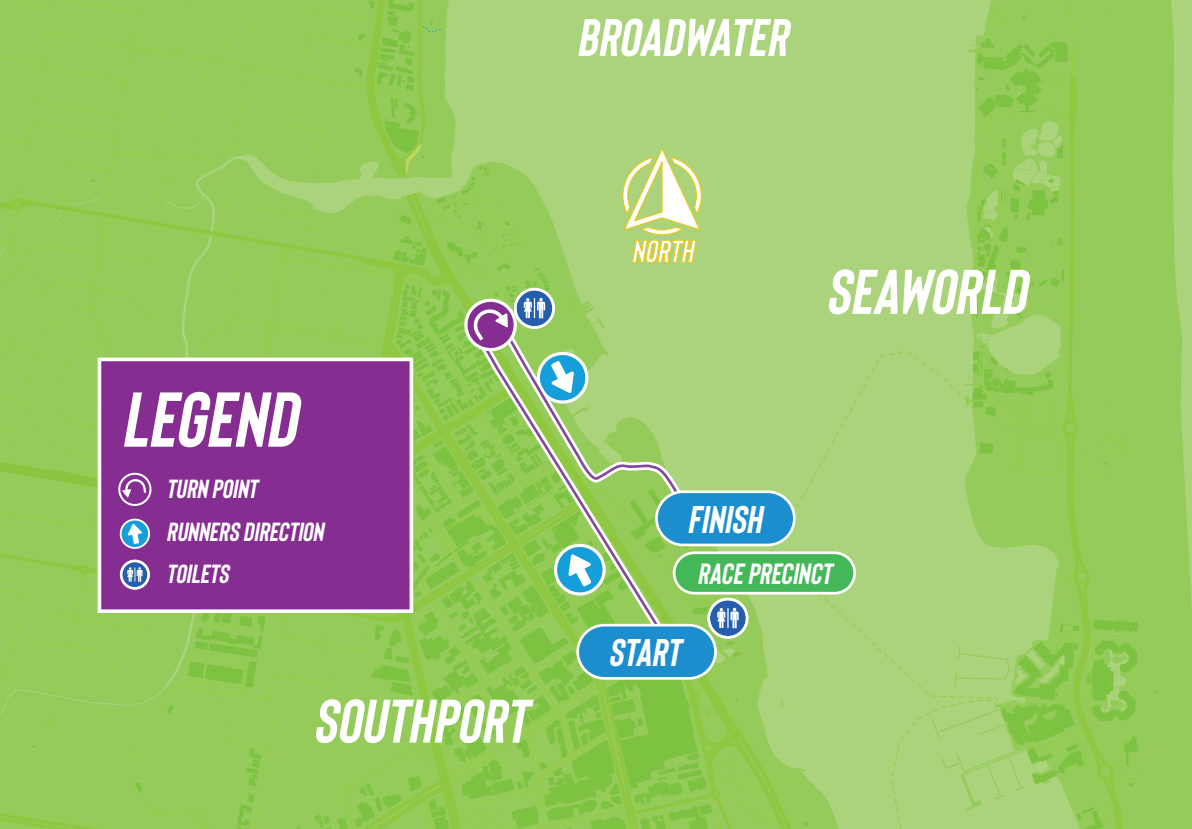 BROADWATER
NORTH
SEAWORLD
LEGEND
TURN POINT
RUNNERS DIRECTION
TOILETS
FINISH
RACE PRECINCT
START
SOUTHPORT